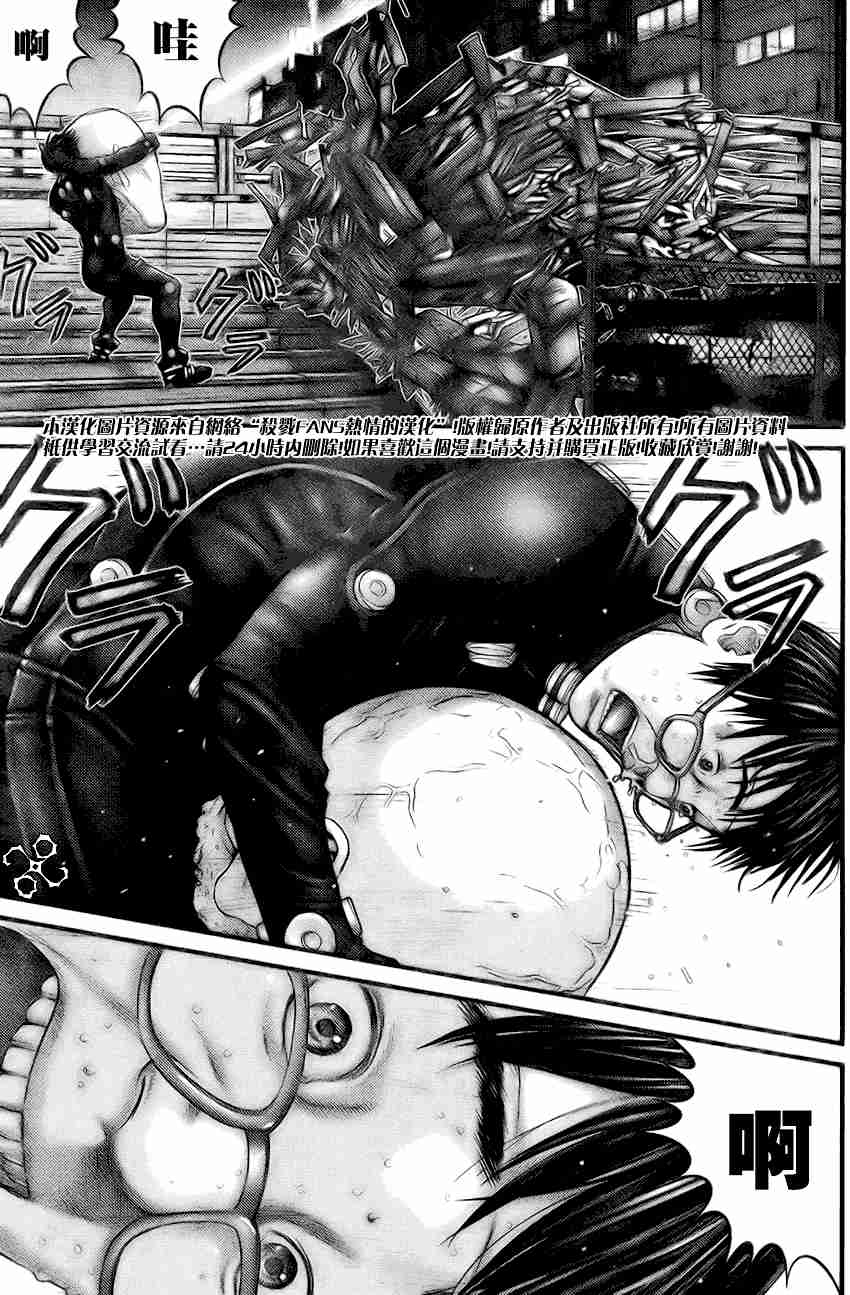 哇
啊
グラ
グラ
本漢化圖片資源來自網絡“殺戮FANS熱情的漢化”!版權歸原作者及出版社所有!所有圖片資料
祇供學習交流試看…請24小時内刪除!如果喜歡這個漫畫!請支持并購買正版!收藏欣賞!謝謝!
グラ
グラ
啊